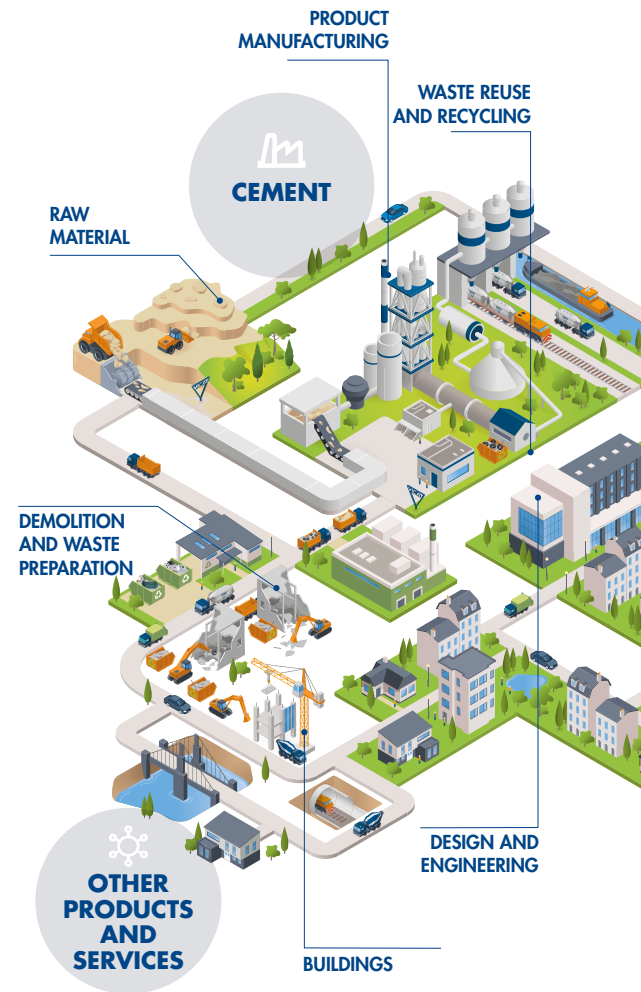 PRODUCT
MANUFACTURING
WASTE REUSE
AND RECYCLING
CEMENT
RAW
MATERIAL
DEMOLITION
AND WASTE
PREPARATION
DESIGN AND
ENGINEERING
OTHER
PRODUCTS
AND
SERVICES
BUILDINGS